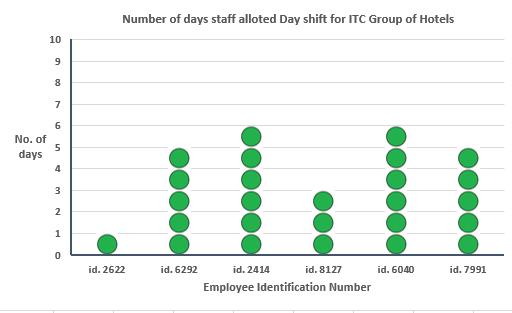 Number of days staff alloted Day shift for ITC Group of Hotels
10
9
8
7
6
5
4
3
2
1
0
No. of
days
id. 2622 id. 6292 id. 2414 id. 8127 id. 6040 id. 7991
Employee Identification Number